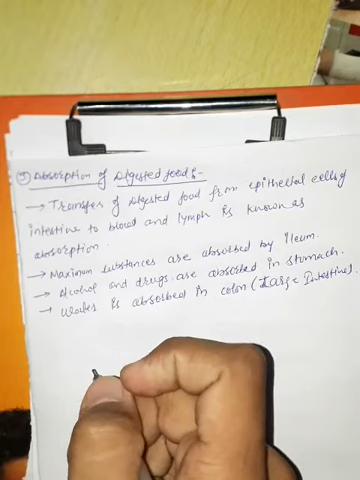 ③ Absorption of Digested food :-
→ Transfer of Digested food from epithelial cells of
intestine to blood and lymph is known as
absorption.
→ Maximum substances are absorbed by ileum.
→ Alcohol and drugs are absorbed in stomach.
→ Water is absorbed in colon (Large Intestine).